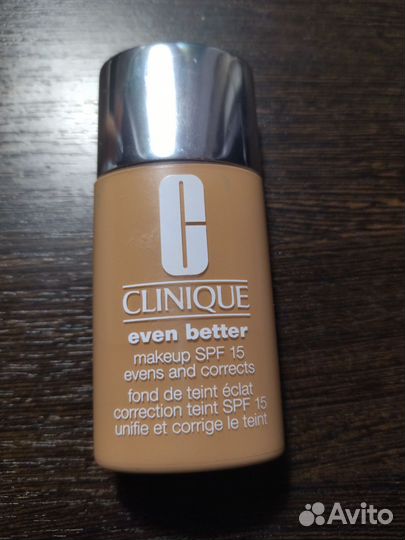 C
CLINIQUE
even better
makeup SPF 15
evens and corrects
fond de teint éclat
correction teint SPF 15
unifie et corrige le teint
Avito